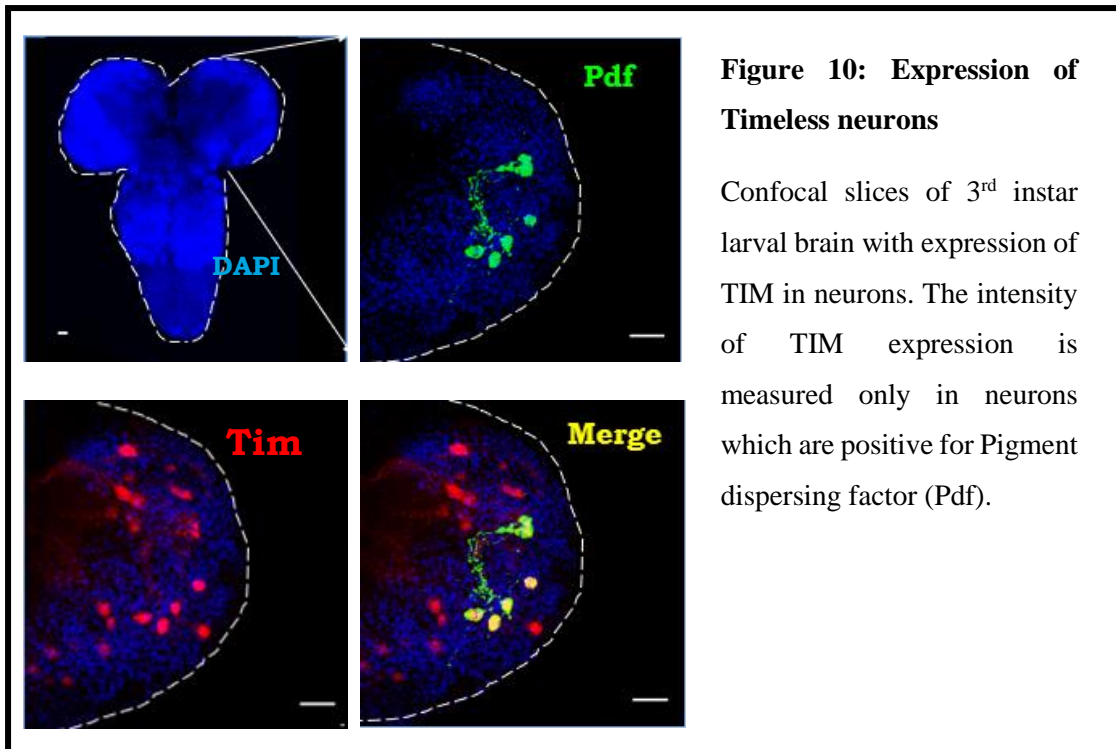 Pdf
DAPI
Tim
Merge
Figure 10: Expression of
Timeless neurons
Confocal slices of 3rd instar
larval brain with expression of
TIM in neurons. The intensity
of TIM expression is
measured only in neurons
which are positive for Pigment
dispersing factor (Pdf).